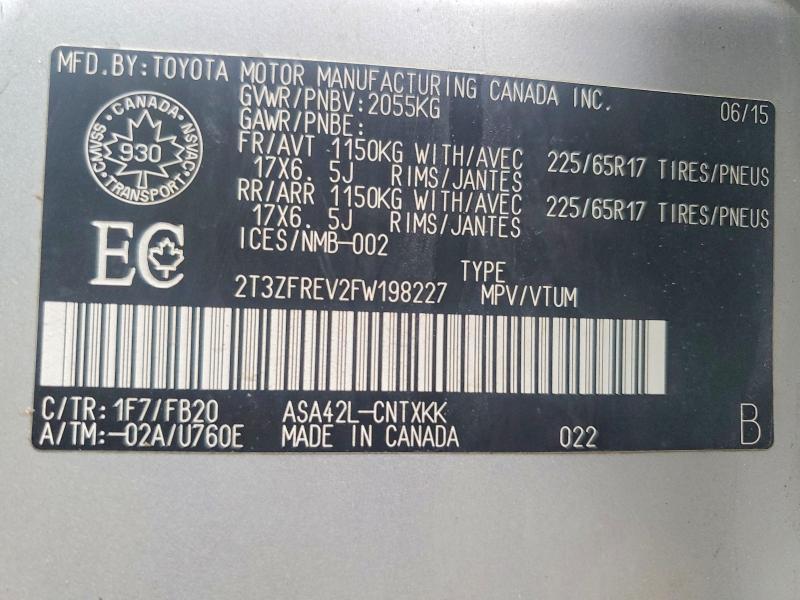 MFD.BY:TOYOTA MOTOR MANUFACTURING CANADA INC. 06/15
CANADA
CMVSS NSVAC
930
TRANSPORT
GVWR/PNBV:2055KG
GAWR/PNBE:
FR/AVT 1150KG WITH/AVEC 225/65R17 TIRES/PNEUS
17X6. 5J RIMS/JANTES
RR/ARR 1150KG WITH/AVEC 225/65R17 TIRES/PNEUS
17X6. 5J RIMS/JANTES
ICES/NMB-002
EC
TYPE
2T3ZFREV2FW198227 MPV/VTUM
C/TR: 1F7/FB20 ASA42L-CNTXKK
A/TM:-02A/U760E MADE IN CANADA 022 B